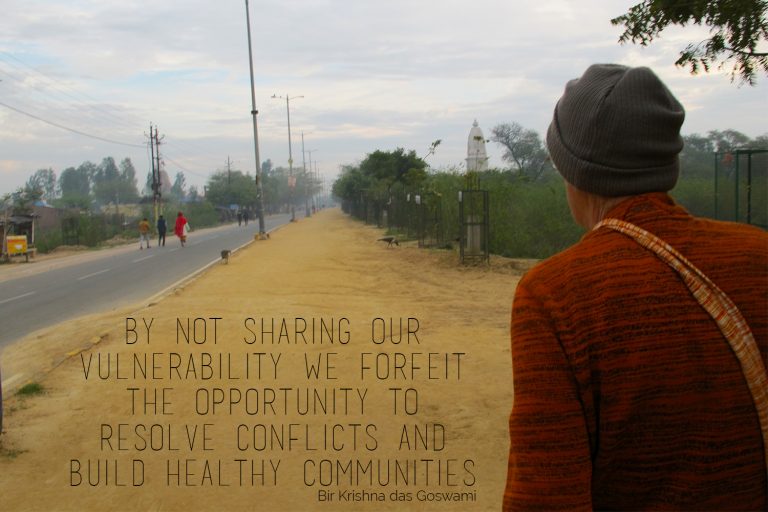 BY NOT SHARING OUR
VULNERABILITY WE FORFEIT
THE OPPORTUNITY TO
RESOLVE CONFLICTS AND
BUILD HEALTHY COMMUNITIES
Bir Krishna das Goswami